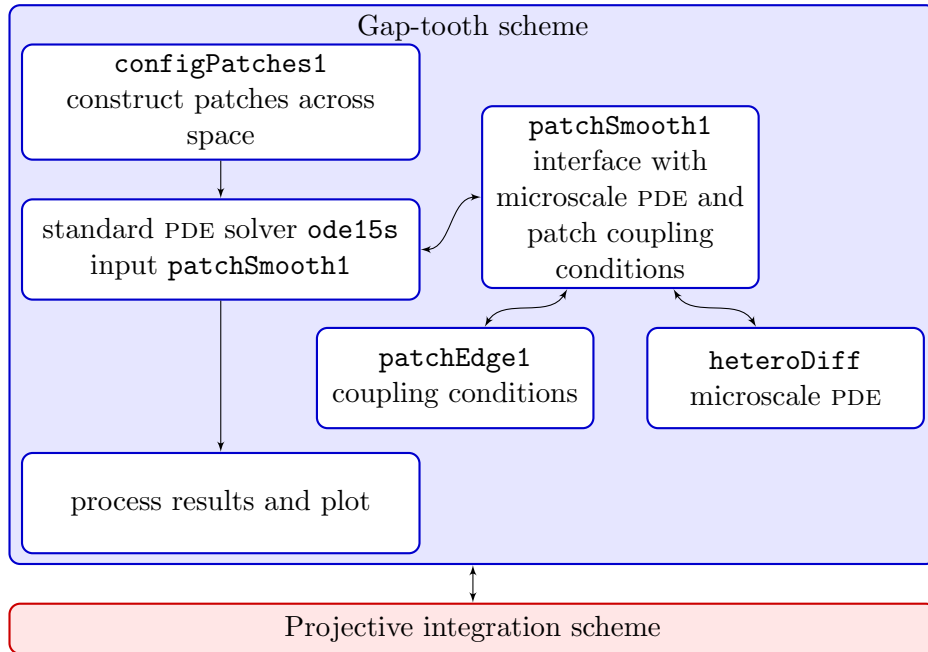 Gap-tooth scheme
configPatches1
construct patches across
space
patchSmooth1
interface with
microscale PDE and
patch coupling
conditions
standard PDE solver ode15s
input patchSmooth1
patchEdge1
coupling conditions
heteroDiff
microscale PDE
process results and plot
Projective integration scheme